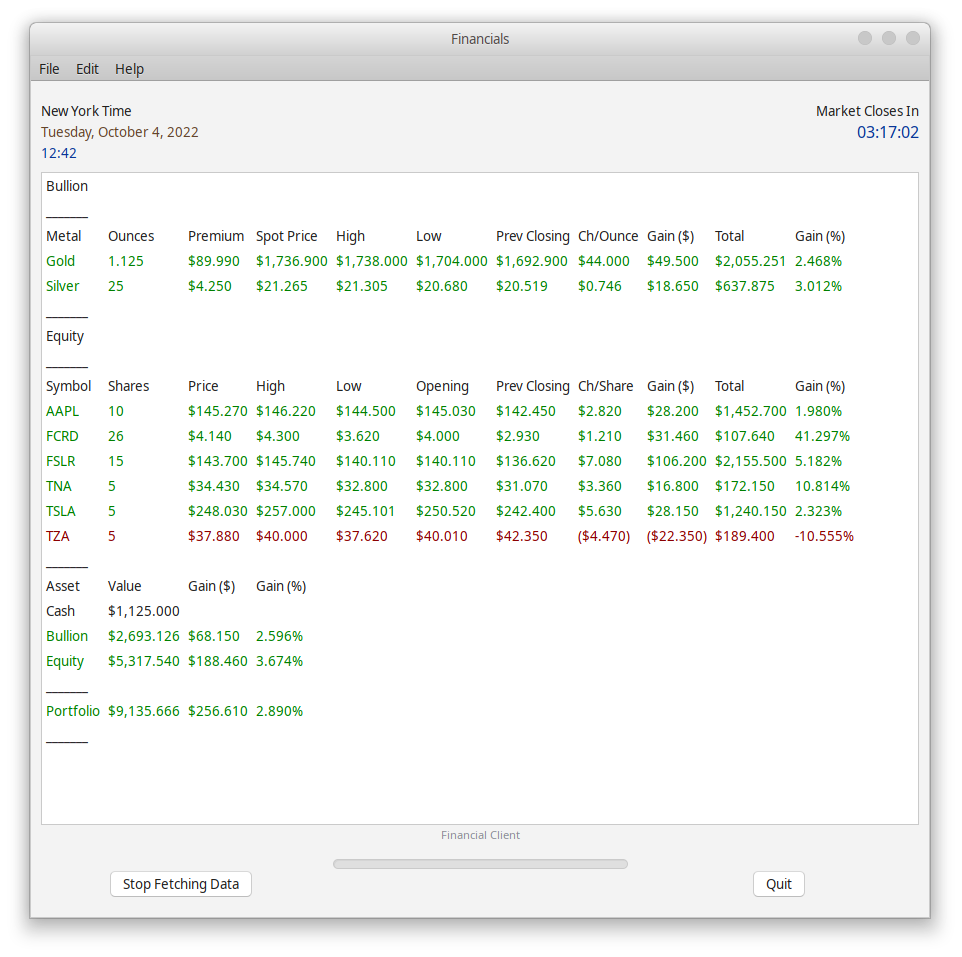 Financials
File Edit Help
New York Time Market Closes In
Tuesday, October 4, 2022 03:17:02
12:42
Bullion
_______
Metal Ounces Premium Spot Price High Low Prev Closing Ch/Ounce Gain ($) Total Gain (%)
Gold 1.125 $89.990 $1,736.900 $1,738.000 $1,704.000 $1,692.900 $44.000 $49.500 $2,055.251 2.468%
Silver 25 $4.250 $21.265 $21.305 $20.680 $20.519 $0.746 $18.650 $637.875 3.012%
_______
Equity
_______
Symbol Shares Price High Low Opening Prev Closing Ch/Share Gain ($) Total Gain (%)
AAPL 10 $145.270 $146.220 $144.500 $145.030 $142.450 $2.820 $28.200 $1,452.700 1.980%
FCRD 26 $4.140 $4.300 $3.620 $4.000 $2.930 $1.210 $31.460 $107.640 41.297%
FSLR 15 $143.700 $145.740 $140.110 $140.110 $136.620 $7.080 $106.200 $2,155.500 5.182%
TNA 5 $34.430 $34.570 $32.800 $32.800 $31.070 $3.360 $16.800 $172.150 10.814%
TSLA 5 $248.030 $257.000 $245.101 $250.520 $242.400 $5.630 $28.150 $1,240.150 2.323%
TZA 5 $37.880 $40.000 $37.620 $40.010 $42.350 ($4.470) ($22.350) $189.400 -10.555%
_______
Asset Value Gain ($) Gain (%)
Cash $1,125.000
Bullion $2,693.126 $68.150 2.596%
Equity $5,317.540 $188.460 3.674%
_______
Portfolio $9,135.666 $256.610 2.890%
_______
Financial Client
Stop Fetching Data Quit